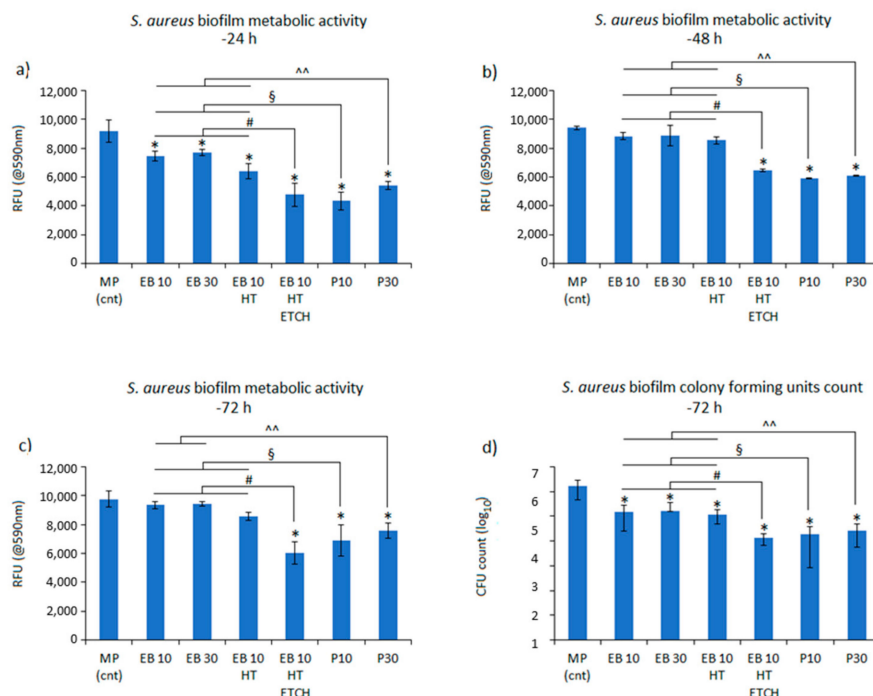 S. aureus biofilm metabolic activity
-24 h
a)
^^
§
#
12,000
10,000
8,000
6,000
4,000
2,000
0
RFU (@590nm)
* * * * * *
MP (cnt) EB 10 EB 30 EB 10 HT EB 10 HT ETCH P10 P30
S. aureus biofilm metabolic activity
-48 h
b)
^^
§
#
12,000
10,000
8,000
6,000
4,000
2,000
0
RFU (@590nm)
* * *
MP (cnt) EB 10 EB 30 EB 10 HT EB 10 HT ETCH P10 P30
S. aureus biofilm metabolic activity
-72 h
c)
^^
§
#
12,000
10,000
8,000
6,000
4,000
2,000
0
RFU (@590nm)
* * *
MP (cnt) EB 10 EB 30 EB 10 HT EB 10 HT ETCH P10 P30
S. aureus biofilm colony forming units count
-72 h
d)
^^
§
#
7
6
5
4
3
2
1
CFU count (log10)
* * * * * *
MP (cnt) EB 10 EB 30 EB 10 HT EB 10 HT ETCH P10 P30